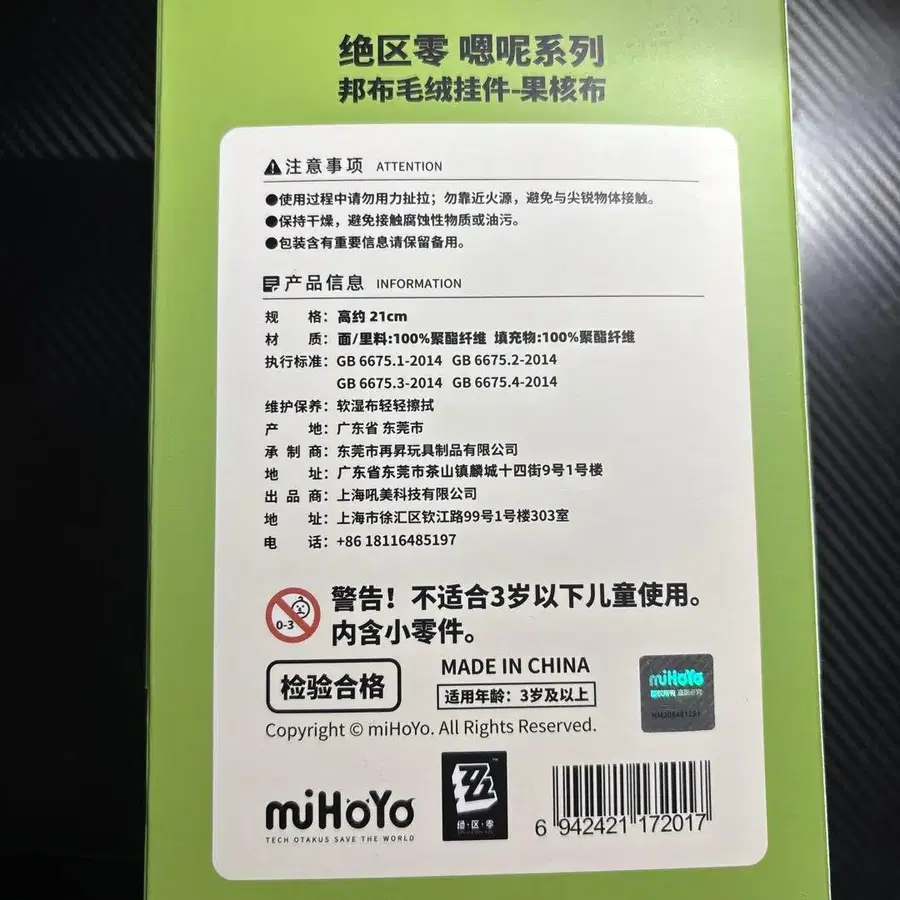 绝区零 嗯呢系列
邦布毛绒挂件-果核布
注意事项 ATTENTION
●使用过程中请勿用力扯拉；勿靠近火源，避免与尖锐物体接触。
●保持干燥，避免接触腐蚀性物质或油污。
●包装含有重要信息请保留备用。
产品信息 INFORMATION
规格：高约 21cm
材质：面/里料:100%聚酯纤维 填充物:100%聚酯纤维
执行标准：GB 6675.1-2014 GB 6675.2-2014
GB 6675.3-2014 GB 6675.4-2014
维护保养：软湿布轻轻擦拭
产地：广东省 东莞市
承制商：东莞市再昇玩具制品有限公司
地址：广东省东莞市茶山镇麟城十四街9号1号楼
出品商：上海吼美科技有限公司
地址：上海市徐汇区钦江路99号1号楼303室
电话：+86 18116485197
0-3
警告！不适合3岁以下儿童使用。
内含小零件。
检验合格
MADE IN CHINA
适用年龄：3岁及以上
miHoYo
版权所有 盗版必究
Copyright © miHoYo. All Rights Reserved.
miHoYo
TECH OTAKUS SAVE THE WORLD
ZZZ
绝·区·零
6 942421 172017